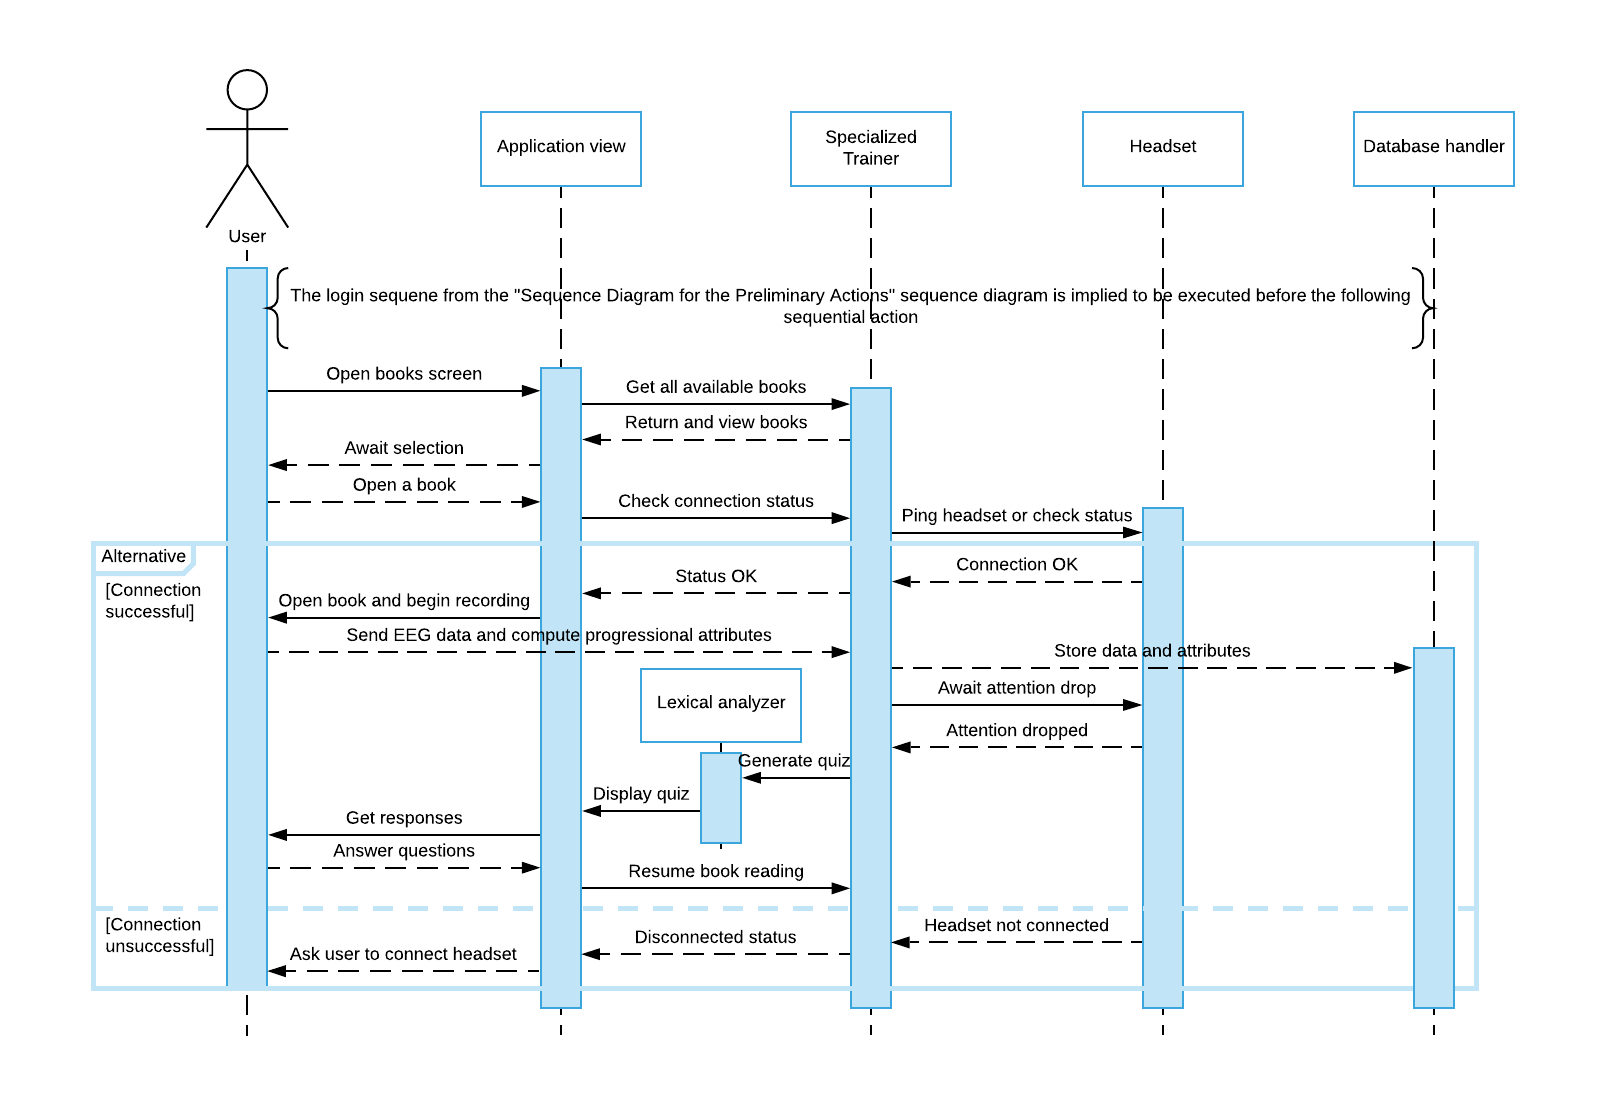 User
Application view
Specialized
Trainer
Headset
Database handler
The login sequene from the "Sequence Diagram for the Preliminary Actions" sequence diagram is implied to be executed before the following
sequential action
Open books screen
Get all available books
Return and view books
Await selection
Open a book
Check connection status
Ping headset or check status
Alternative
[Connection
successful]
Connection OK
Status OK
Open book and begin recording
Send EEG data and compute progressional attributes
Store data and attributes
Await attention drop
Lexical analyzer
Attention dropped
Generate quiz
Display quiz
Get responses
Answer questions
Resume book reading
[Connection
unsuccessful]
Headset not connected
Disconnected status
Ask user to connect headset